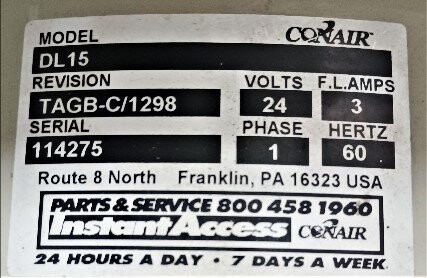 MODEL CONAIR
DL15
REVISION VOLTS F.L.AMPS
TAGB-C/1298 24 3
SERIAL PHASE HERTZ
114275 1 60
Route 8 North Franklin, PA 16323 USA
PARTS & SERVICE 800 458 1960
Instant Access CONAIR
24 HOURS A DAY • 7 DAYS A WEEK